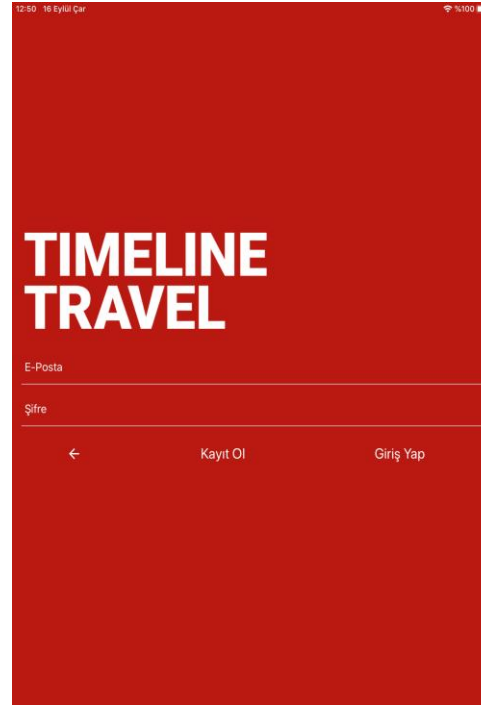 12:50 16 Eylül Çar %100
TIMELINE
TRAVEL
E-Posta
Şifre
Kayıt Ol Giriş Yap